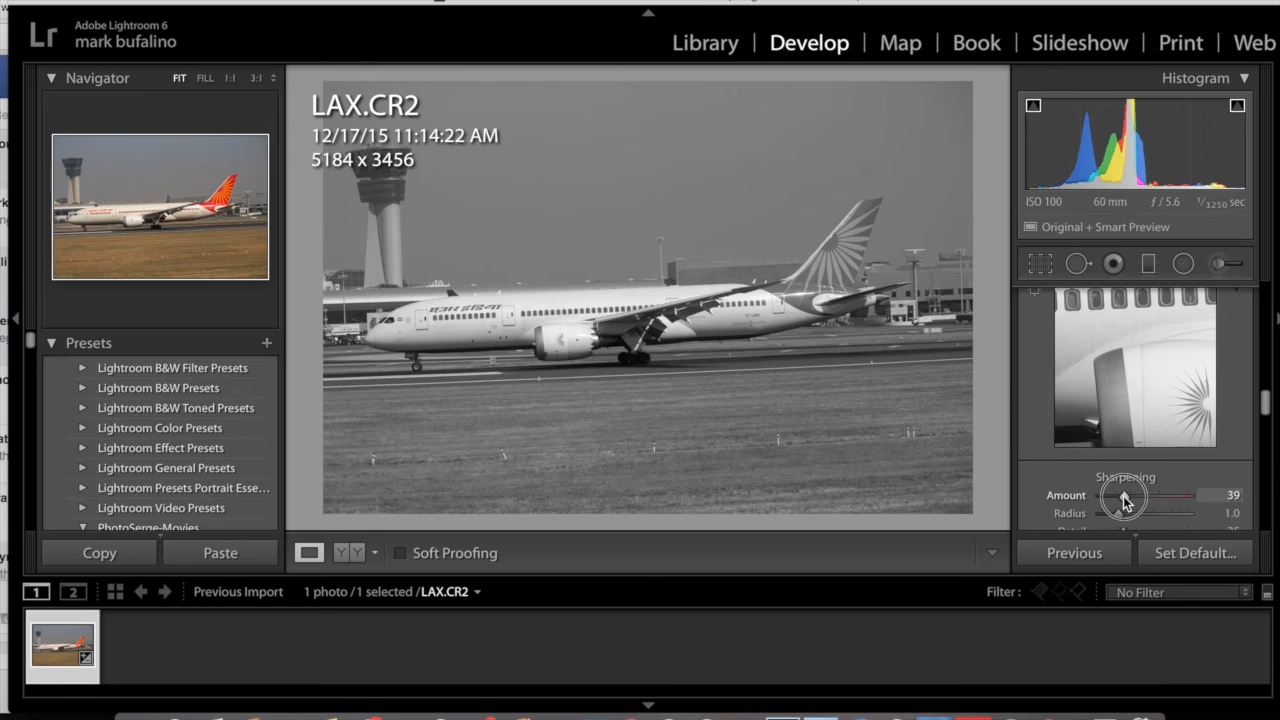 Lr
Adobe Lightroom 6
mark bufalino
Library | Develop | Map | Book | Slideshow | Print | Web
Navigator FIT FILL 1:1 3:1
Histogram
LAX.CR2
12/17/15 11:14:22 AM
5184 x 3456
ISO 100 60 mm ƒ / 5.6 1/1250 sec
Original + Smart Preview
Presets +
Lightroom B&W Filter Presets
Lightroom B&W Presets
Lightroom B&W Toned Presets
Lightroom Color Presets
Lightroom Effect Presets
Lightroom General Presets
Lightroom Presets Portrait Esse...
Lightroom Video Presets
PhotoSerge-Movies
Sharpening
Amount 39
Radius 1.0
Detail 25
Copy Paste
YY Soft Proofing
Previous Set Default...
1 2 Previous Import 1 photo / 1 selected / LAX.CR2
Filter : No Filter